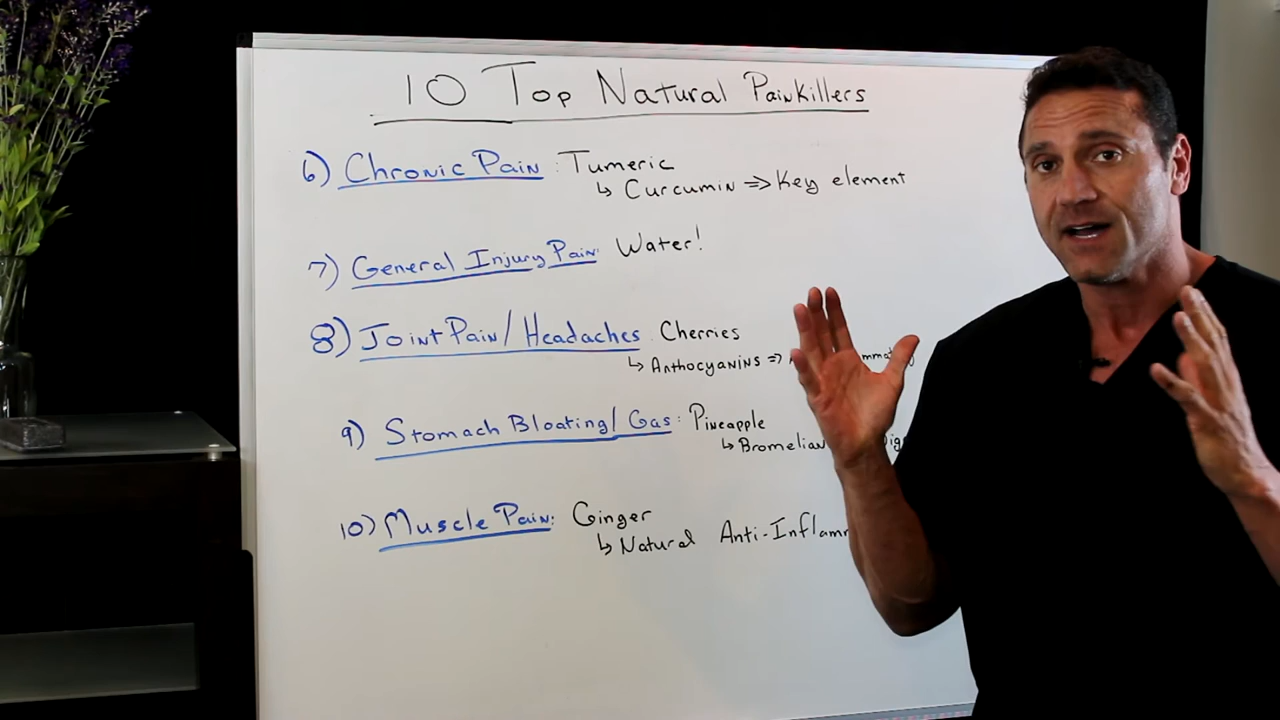 10 Top Natural Painkillers
6) Chronic Pain: Tumeric
↳ Curcumin => Key element
7) General Injury Pain: Water!
8) Joint Pain/Headaches: Cherries
↳ Anthocyanins =>
9) Stomach Bloating/Gas: Pineapple
↳ Bromelian
10) Muscle Pain: Ginger
↳ Natural Anti-Inflamm